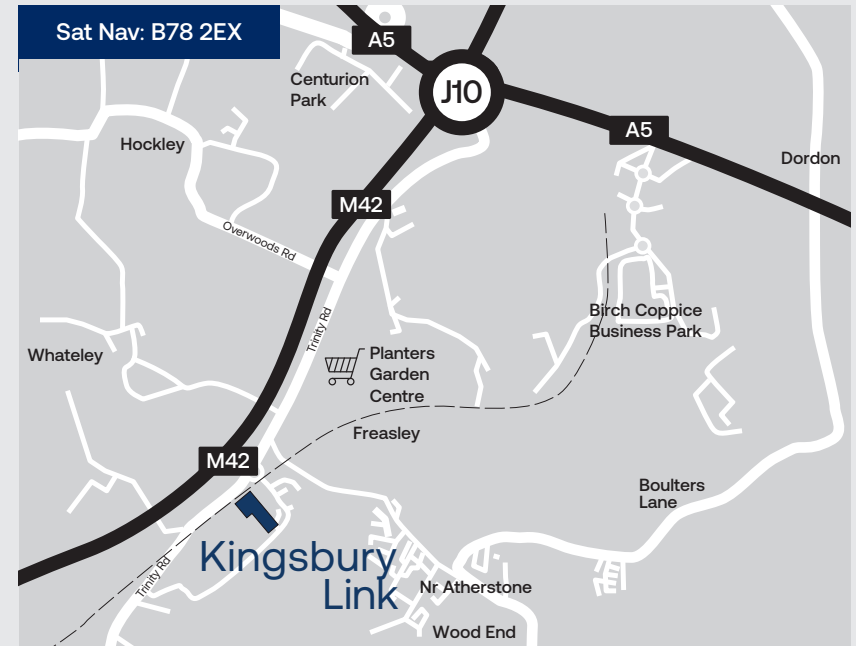 Sat Nav: B78 2EX
A5
J10
Centurion
Park
A5
Hockley
Dordon
M42
Overwoods Rd
Trinity Rd
Birch Coppice
Business Park
Whateley
Planters
Garden
Centre
Freasley
M42
Boulters
Lane
Kingsbury
Link
Trinity Rd
Nr Atherstone
Wood End